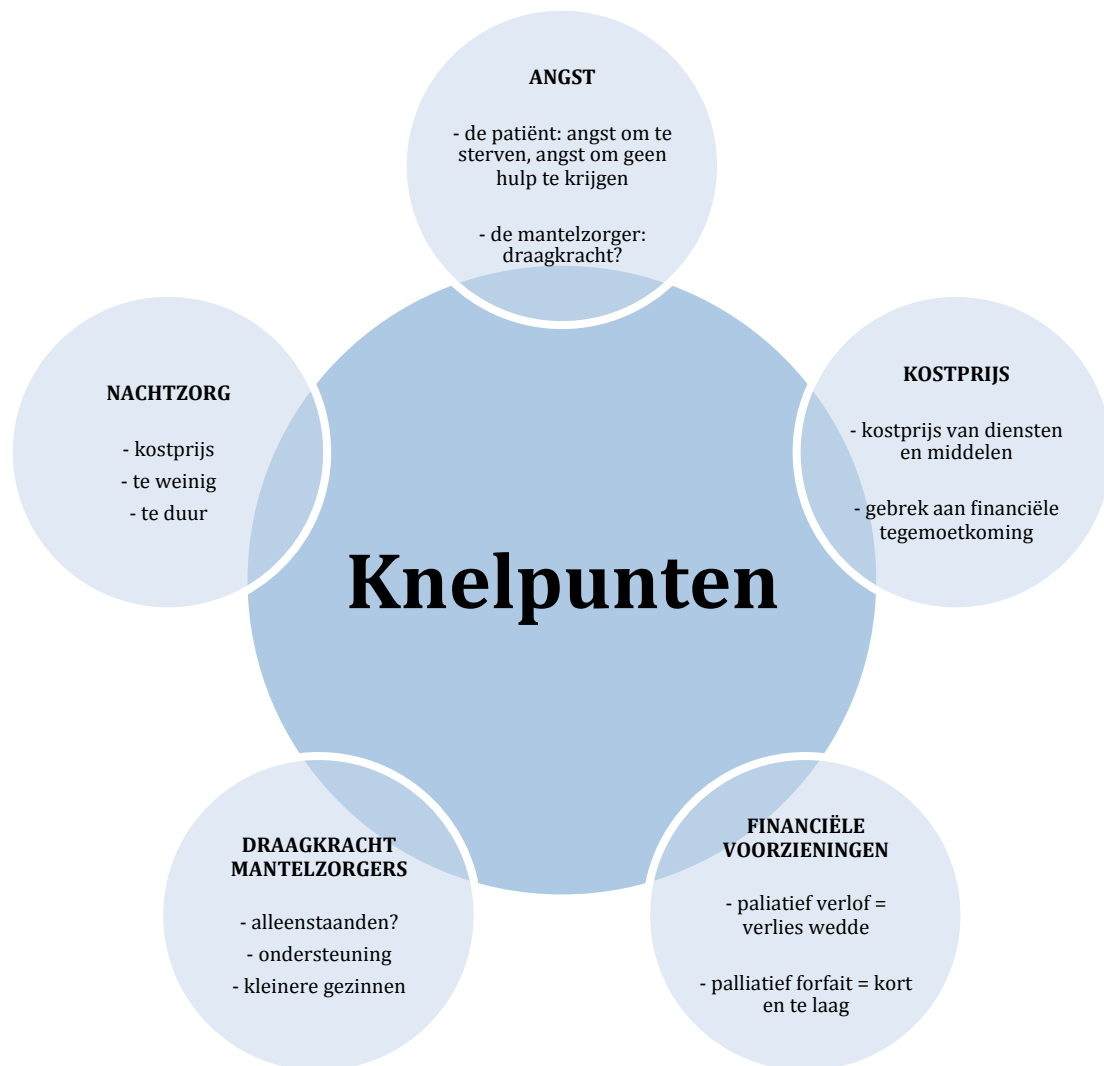 ANGST
- de patiënt: angst om te
sterven, angst om geen
hulp te krijgen
- de mantelzorger:
draagkracht?
KOSTPRIJS
- kostprijs van diensten
en middelen
- gebrek aan financiële
tegemoetkoming
FINANCIËLE
VOORZIENINGEN
- paliatief verlof =
verlies wedde
- palliatief forfait = kort
en te laag
DRAAGKRACHT
MANTELZORGERS
- alleenstaanden?
- ondersteuning
- kleinere gezinnen
NACHTZORG
- kostprijs
- te weinig
- te duur
Knelpunten